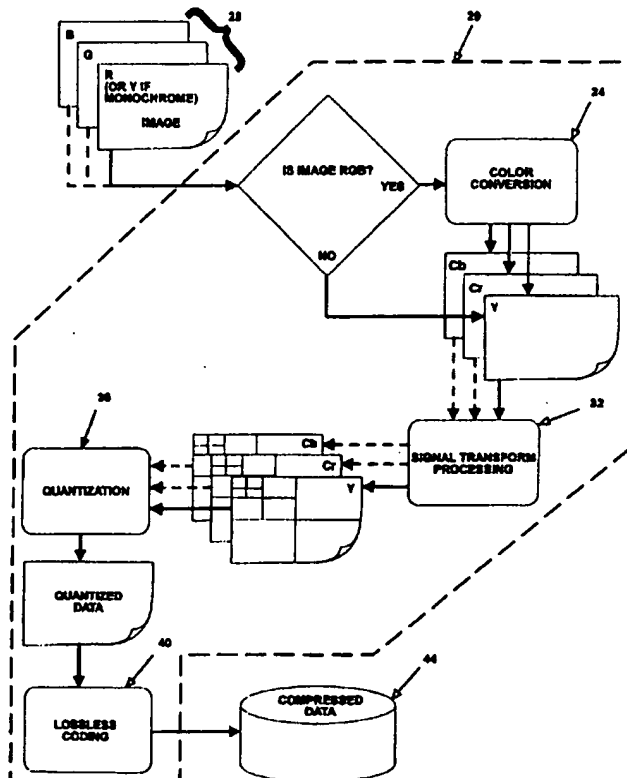 B
G
R
(OR Y IF
MONOCHROME)
IMAGE
29
IS IMAGE RGB?
YES
NO
24
COLOR
CONVERSION
Cb
Cr
Y
32
SIGNAL TRANSFORM
PROCESSING
Cb
Cr
Y
36
QUANTIZATION
QUANTIZED
DATA
40
LOSSLESS
CODING
44
COMPRESSED
DATA